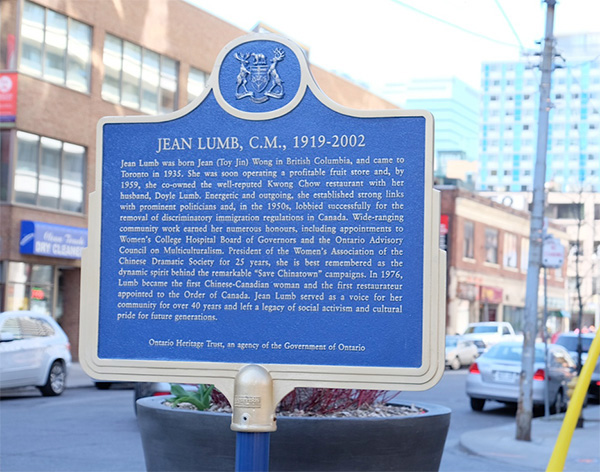 JEAN LUMB, C.M., 1919-2002
Jean Lumb was born Jean (Toy Jin) Wong in British Columbia, and came to
Toronto in 1935. She was soon operating a profitable fruit store and, by
1959, she co-owned the well-reputed Kwong Chow restaurant with her
husband, Doyle Lumb. Energetic and outgoing, she established strong links
with prominent politicians and, in the 1950s, lobbied successfully for the
removal of discriminatory immigration regulations in Canada. Wide-ranging
community work earned her numerous honours, including appointments to
Women's College Hospital Board of Governors and the Ontario Advisory
Council on Multiculturalism. President of the Women's Association of the
Chinese Dramatic Society for 25 years, she is best remembered as the
dynamic spirit behind the remarkable "Save Chinatown" campaigns. In 1976,
Lumb became the first Chinese-Canadian woman and the first restaurateur
appointed to the Order of Canada. Jean Lumb served as a voice for her
community for over 40 years and left a legacy of social activism and cultural
pride for future generations.
Ontario Heritage Trust, an agency of the Government of Ontario
DRY CLEAN